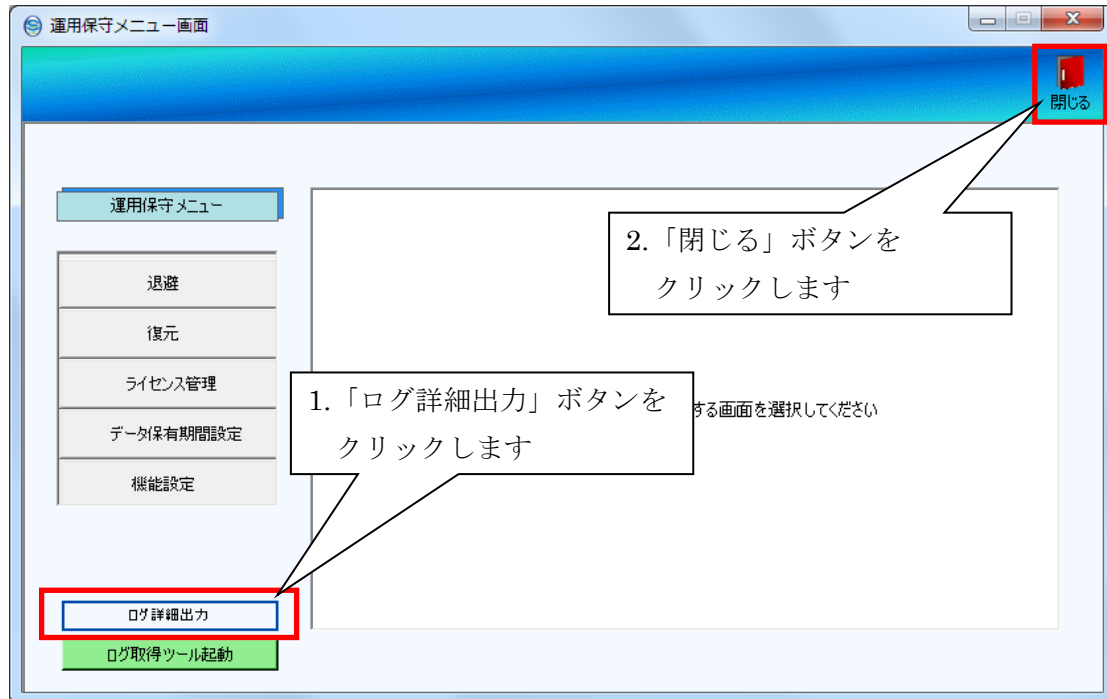 運用保守メニュー画面
閉じる
運用保守メニュー
退避
復元
ライセンス管理
データ保有期間設定
機能設定
2.「閉じる」ボタンを
クリックします
1.「ログ詳細出力」ボタンを
クリックします
する画面を選択してください
ログ詳細出力
ログ取得ツール起動